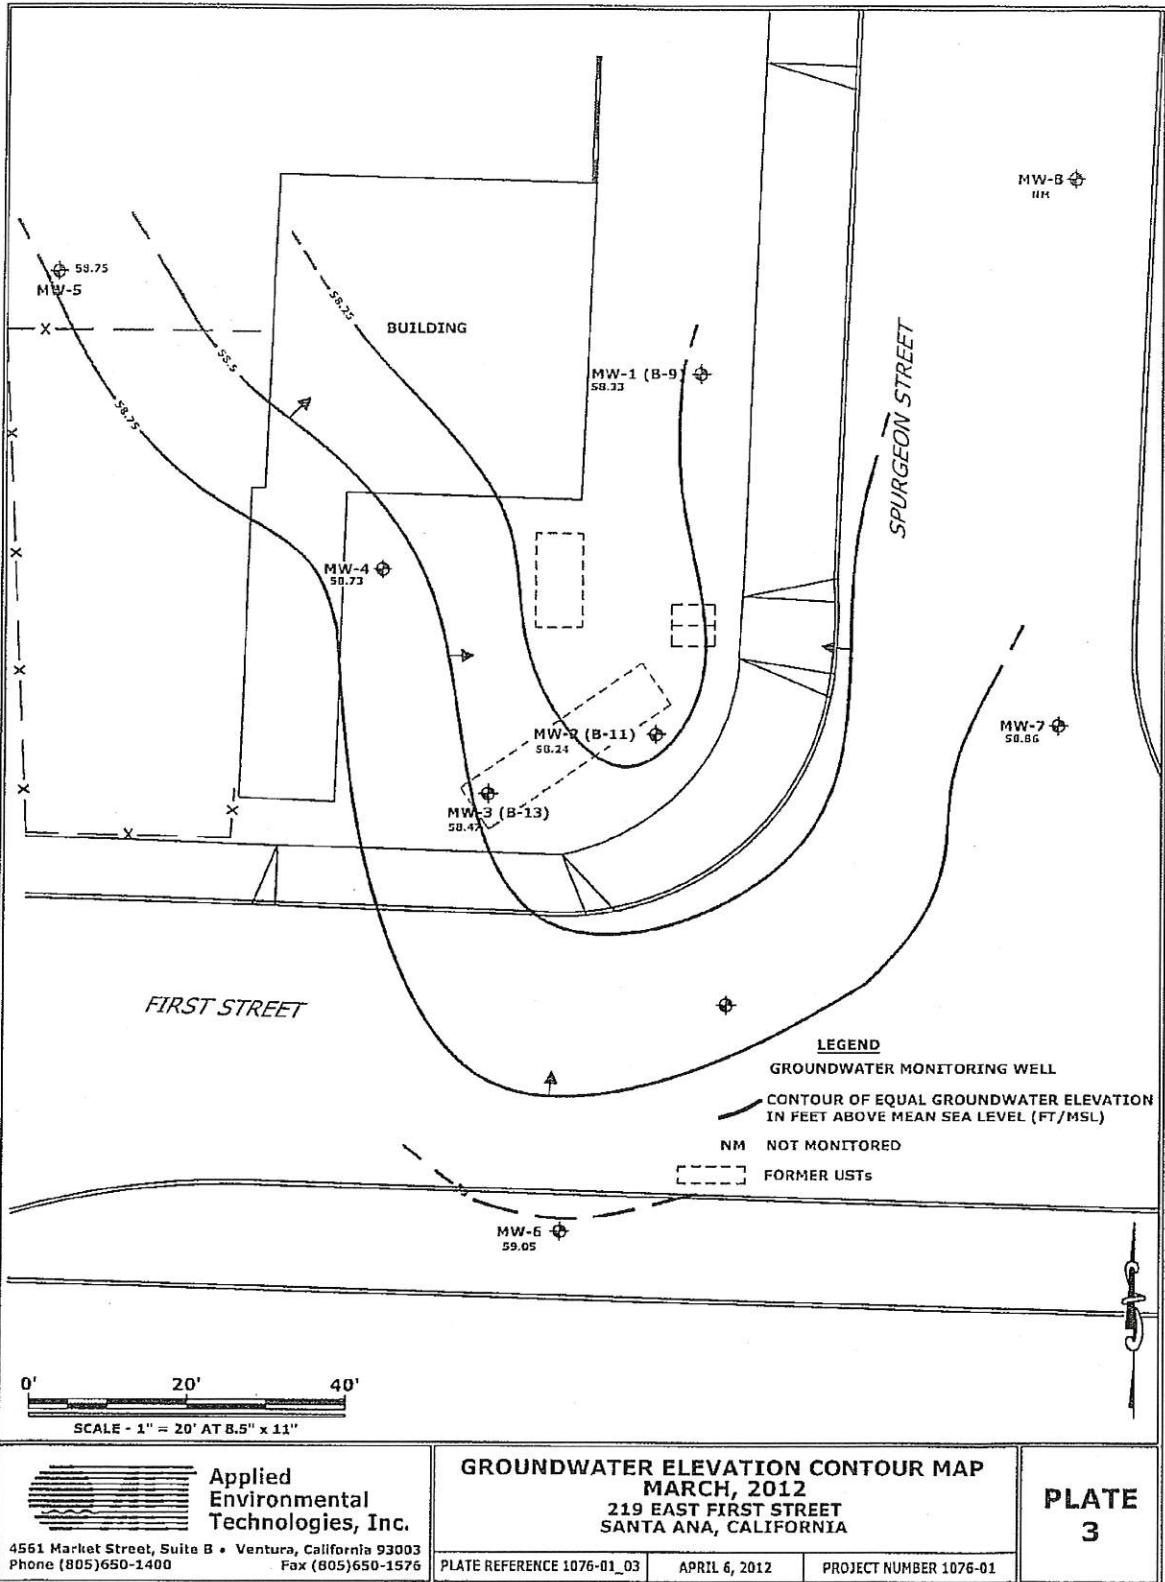 MW-8
NM
58.75
MW-5
58.25
BUILDING
58.5
MW-1 (B-9)
58.33
SPURGEON STREET
58.75
MW-4
58.73
MW-2 (B-11)
58.24
MW-7
58.86
MW-3 (B-13)
58.47
FIRST STREET
LEGEND
GROUNDWATER MONITORING WELL
CONTOUR OF EQUAL GROUNDWATER ELEVATION
IN FEET ABOVE MEAN SEA LEVEL (FT/MSL)
NM NOT MONITORED
FORMER USTs
MW-6
59.05
0' 20' 40'
SCALE - 1" = 20' AT 8.5" x 11"
Applied
Environmental
Technologies, Inc.
4561 Market Street, Suite B • Ventura, California 93003
Phone (805)650-1400 Fax (805)650-1576
GROUNDWATER ELEVATION CONTOUR MAP
MARCH, 2012
219 EAST FIRST STREET
SANTA ANA, CALIFORNIA
PLATE REFERENCE 1076-01_03 APRIL 6, 2012 PROJECT NUMBER 1076-01
PLATE
3